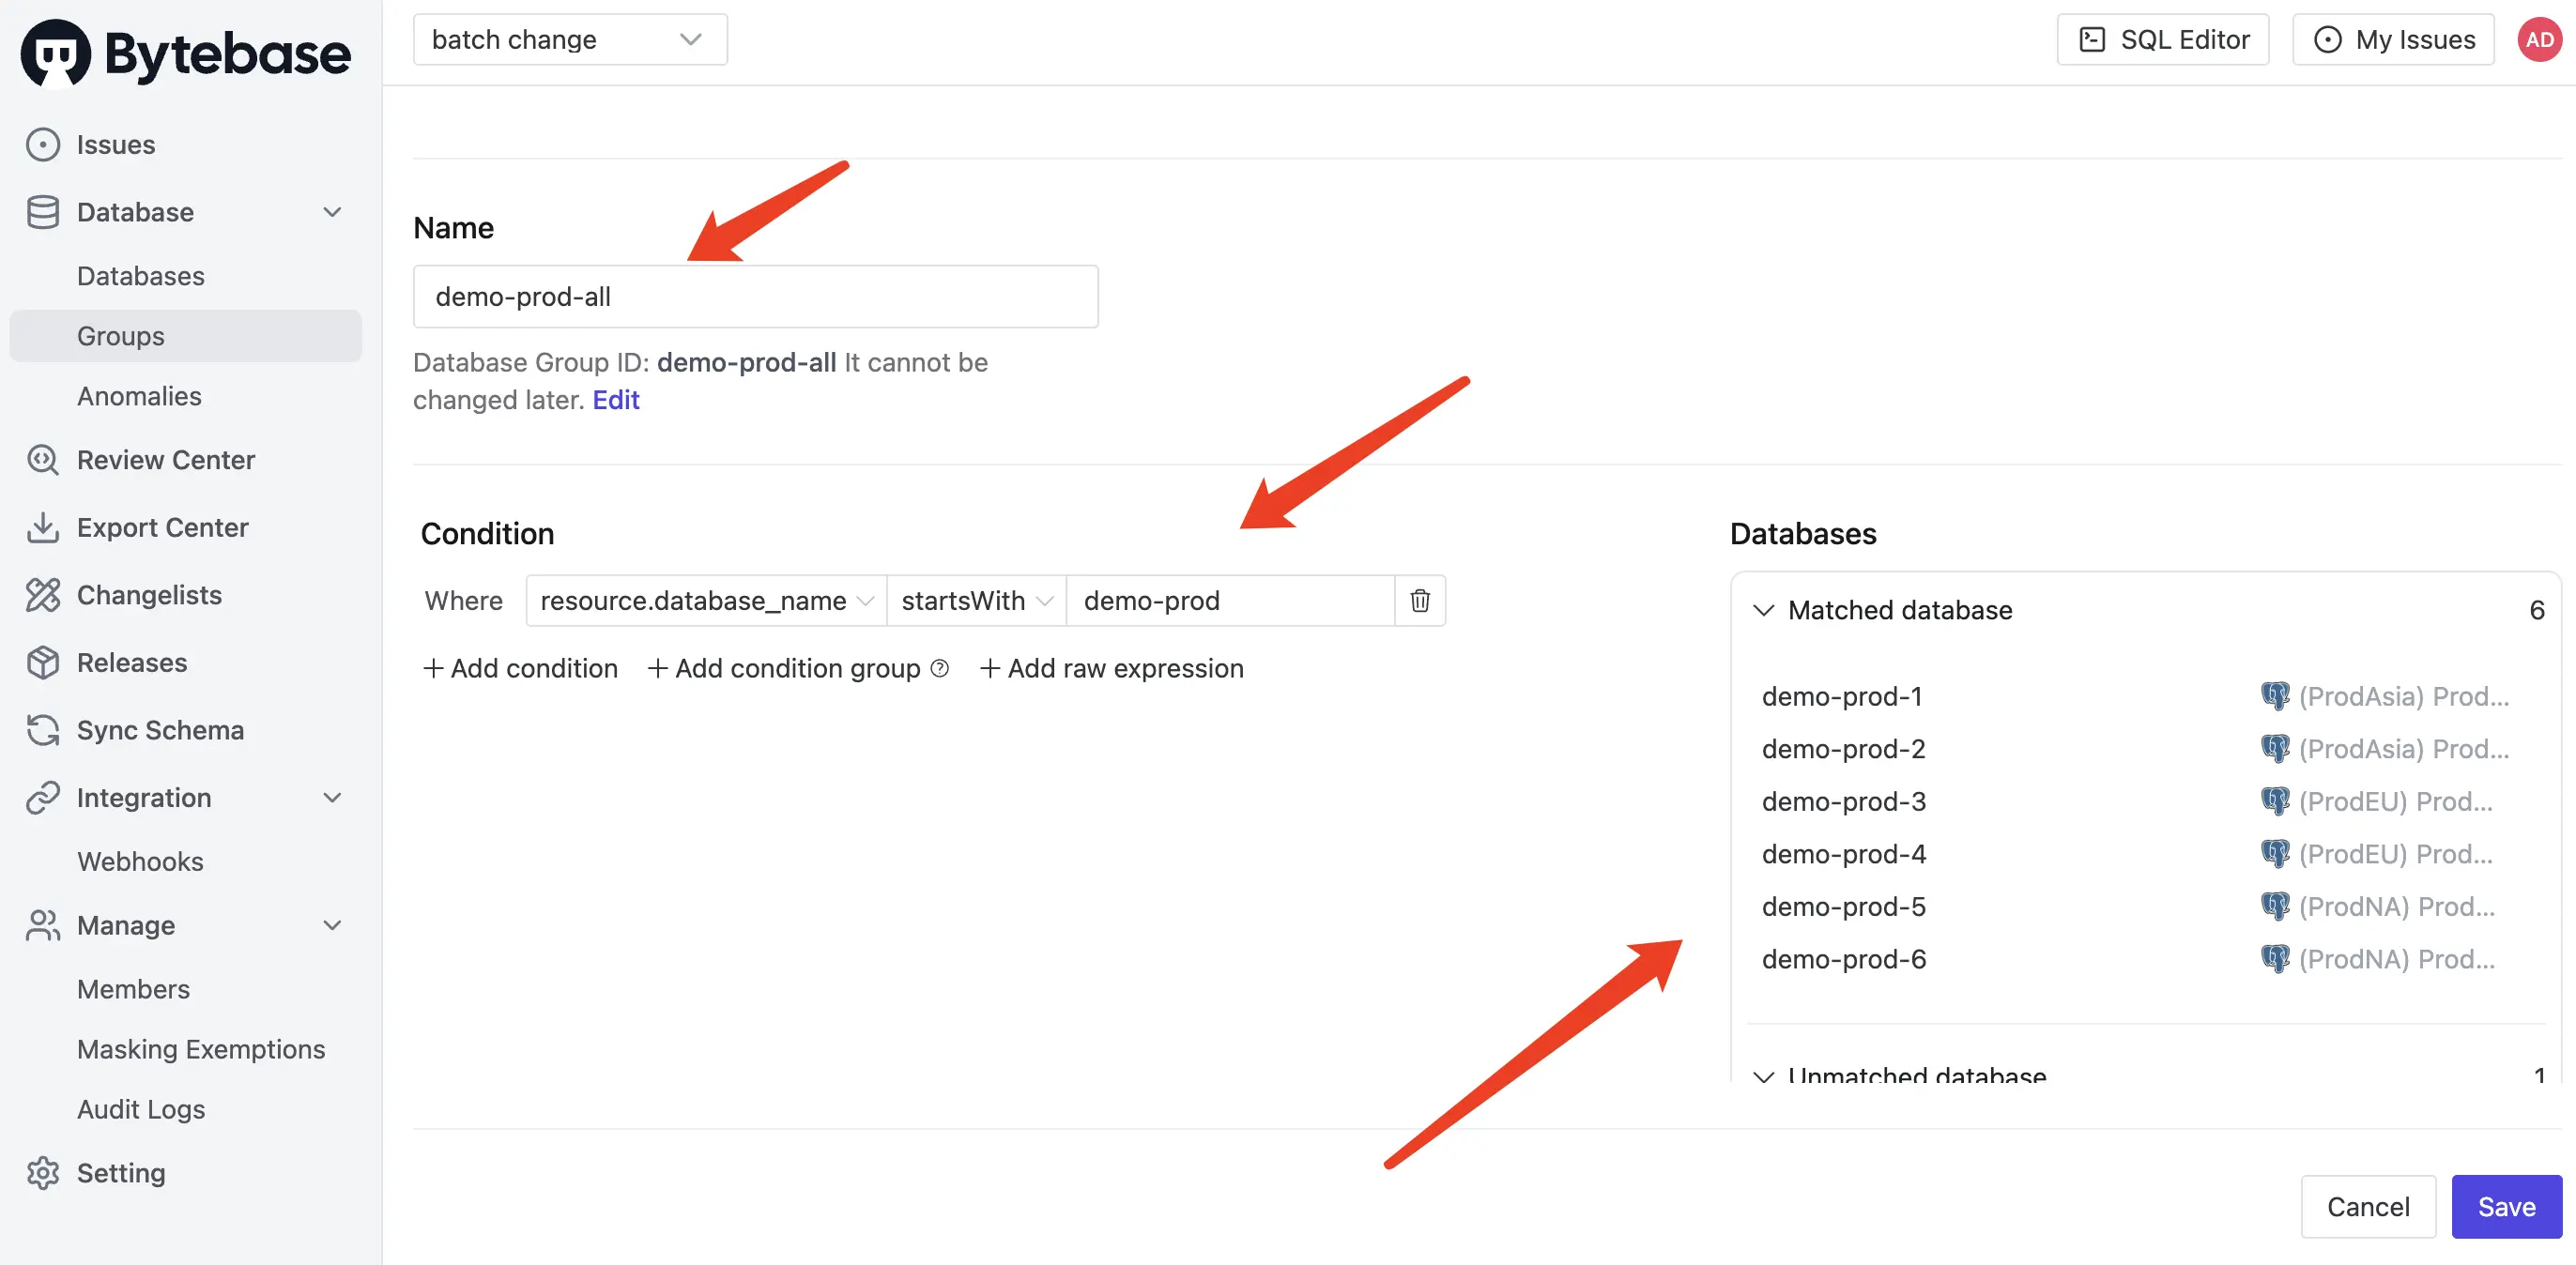 Bytebase
batch change
SQL Editor
My Issues
AD
Issues
Database
Databases
Groups
Anomalies
Review Center
Export Center
Changelists
Releases
Sync Schema
Integration
Webhooks
Manage
Members
Masking Exemptions
Audit Logs
Setting
Name
demo-prod-all
Database Group ID: demo-prod-all It cannot be
changed later. Edit
Condition
Where resource.database_name startsWith demo-prod
+ Add condition + Add condition group ? + Add raw expression
Databases
Matched database 6
demo-prod-1 (ProdAsia) Prod...
demo-prod-2 (ProdAsia) Prod...
demo-prod-3 (ProdEU) Prod...
demo-prod-4 (ProdEU) Prod...
demo-prod-5 (ProdNA) Prod...
demo-prod-6 (ProdNA) Prod...
Unmatched database 1
Cancel
Save